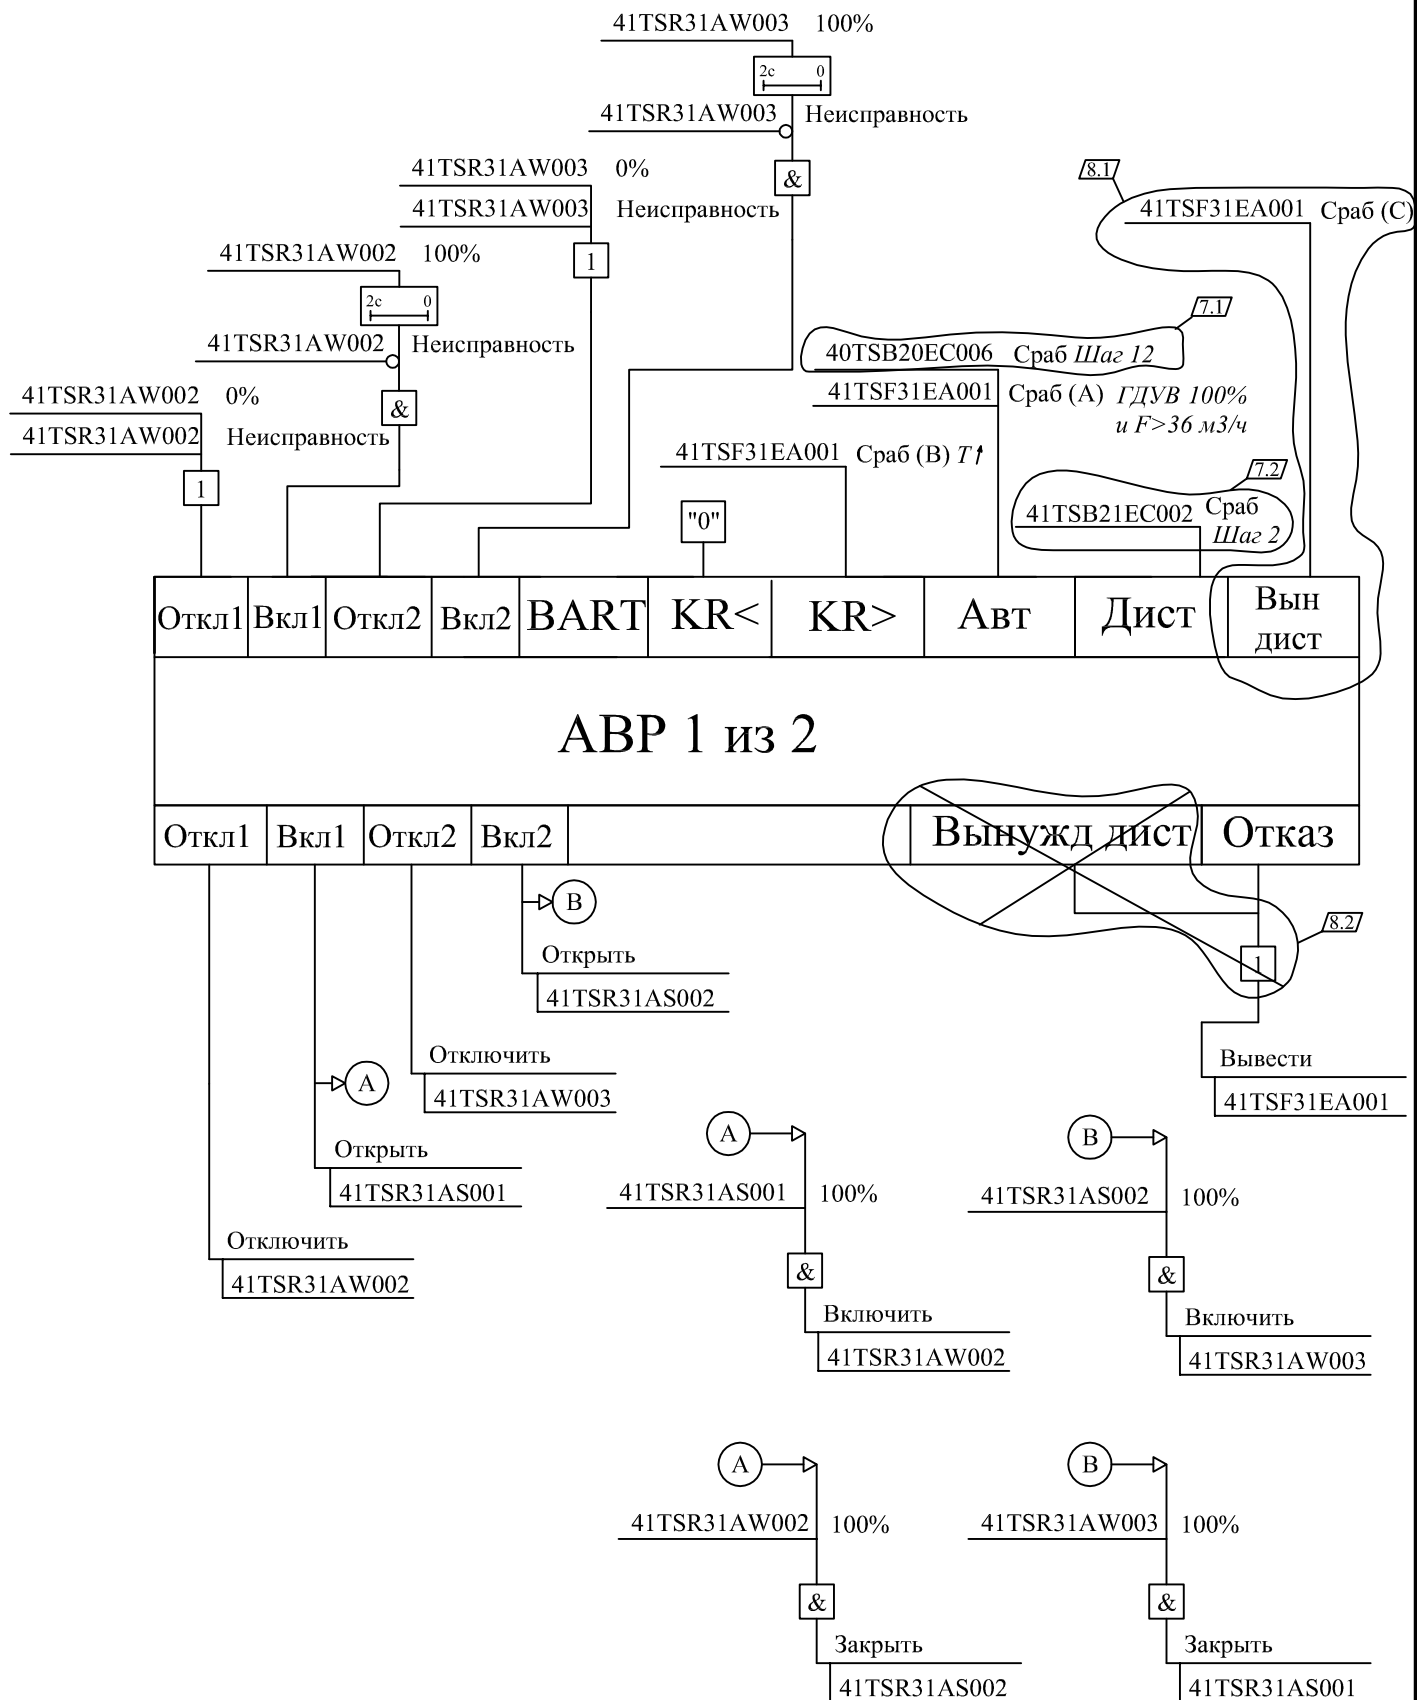 41TSR31AW003 100%
2с 0
41TSR31AW003 Неисправность
&
41TSR31AW003 0%
41TSR31AW003 Неисправность
1
41TSR31AW002 100%
2с 0
41TSR31AW002 Неисправность
&
41TSR31AW002 0%
41TSR31AW002 Неисправность
1
8.1
41TSF31EA001 Сраб (С)
7.1
40TSB20EC006 Сраб Шаг 12
41TSF31EA001 Сраб (А) ГДУВ 100%
и F>36 м3/ч
41TSF31EA001 Сраб (В) Т↑
7.2
"0"
41TSB21EC002 Сраб
Шаг 2
Откл1 Вкл1 Откл2 Вкл2 BART KR< KR> Авт Дист Вын
дист
АВР 1 из 2
Откл1 Вкл1 Откл2 Вкл2 Вынужд дист Отказ
В
8.2
Открыть
41TSR31AS002
1
Отключить
41TSR31AW003
А
Вывести
41TSF31EA001
Открыть
41TSR31AS001
Отключить
41TSR31AW002
А
41TSR31AS001 100%
&
Включить
41TSR31AW002
В
41TSR31AS002 100%
&
Включить
41TSR31AW003
А
41TSR31AW002 100%
&
Закрыть
41TSR31AS002
В
41TSR31AW003 100%
&
Закрыть
41TSR31AS001